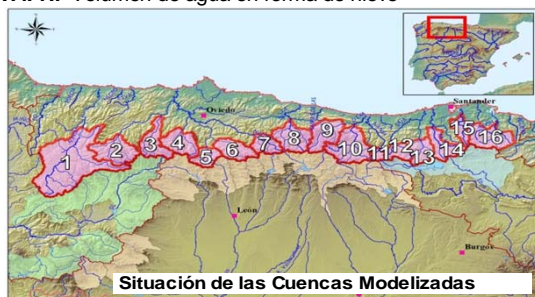 Volumen de agua en forma de nieve
Santander
Oviedo
1
2
3
4
5
6
7
8
9
10
11
12
13
14
15
16
León
Burgos
Situación de las Cuencas Modelizadas